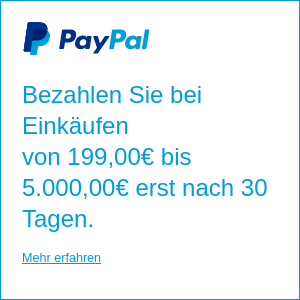 PayPal
Bezahlen Sie bei
Einkäufen
von 199,00€ bis
5.000,00€ erst nach 30
Tagen.
Mehr erfahren